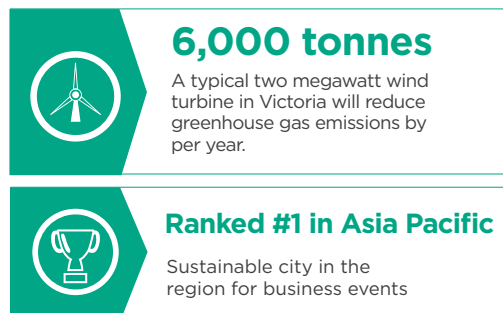 6,000 tonnes
A typical two megawatt wind
turbine in Victoria will reduce
greenhouse gas emissions by
per year.
Ranked #1 in Asia Pacific
Sustainable city in the
region for business events